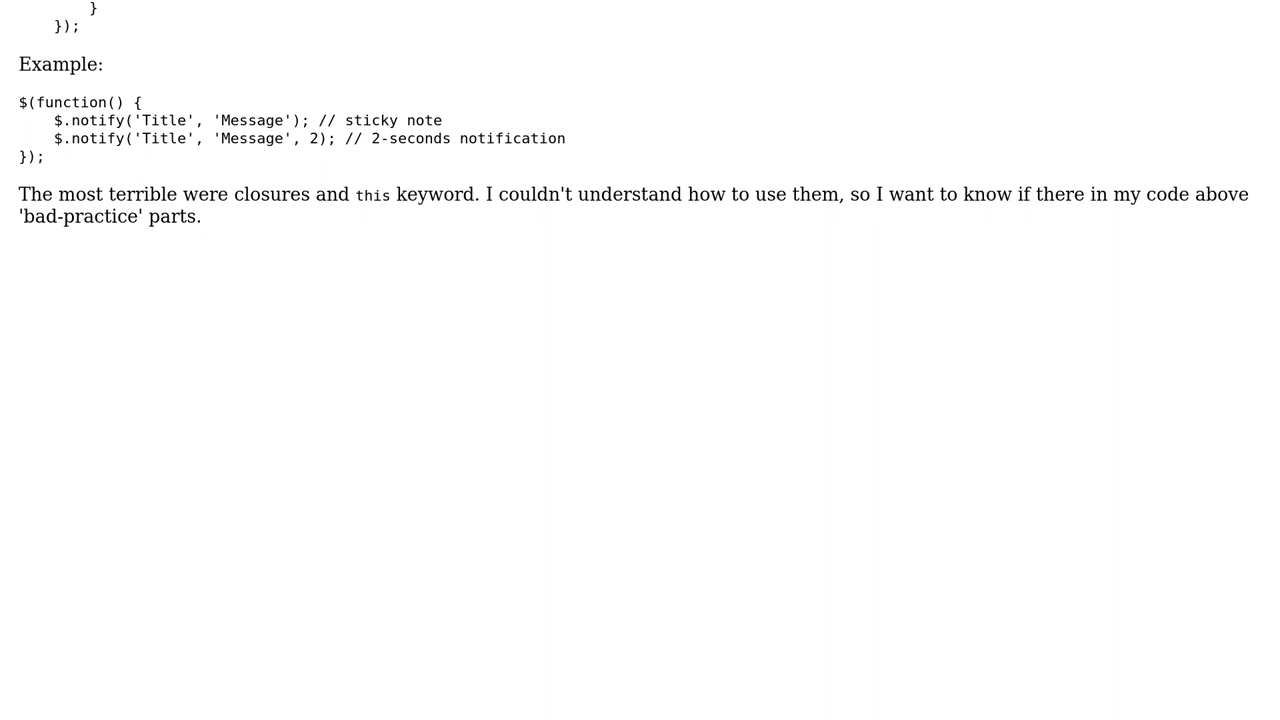 }
    });
Example:
$(function() {
    $.notify('Title', 'Message'); // sticky note
    $.notify('Title', 'Message', 2); // 2-seconds notification
});
The most terrible were closures and this keyword. I couldn't understand how to use them, so I want to know if there in my code above
'bad-practice' parts.